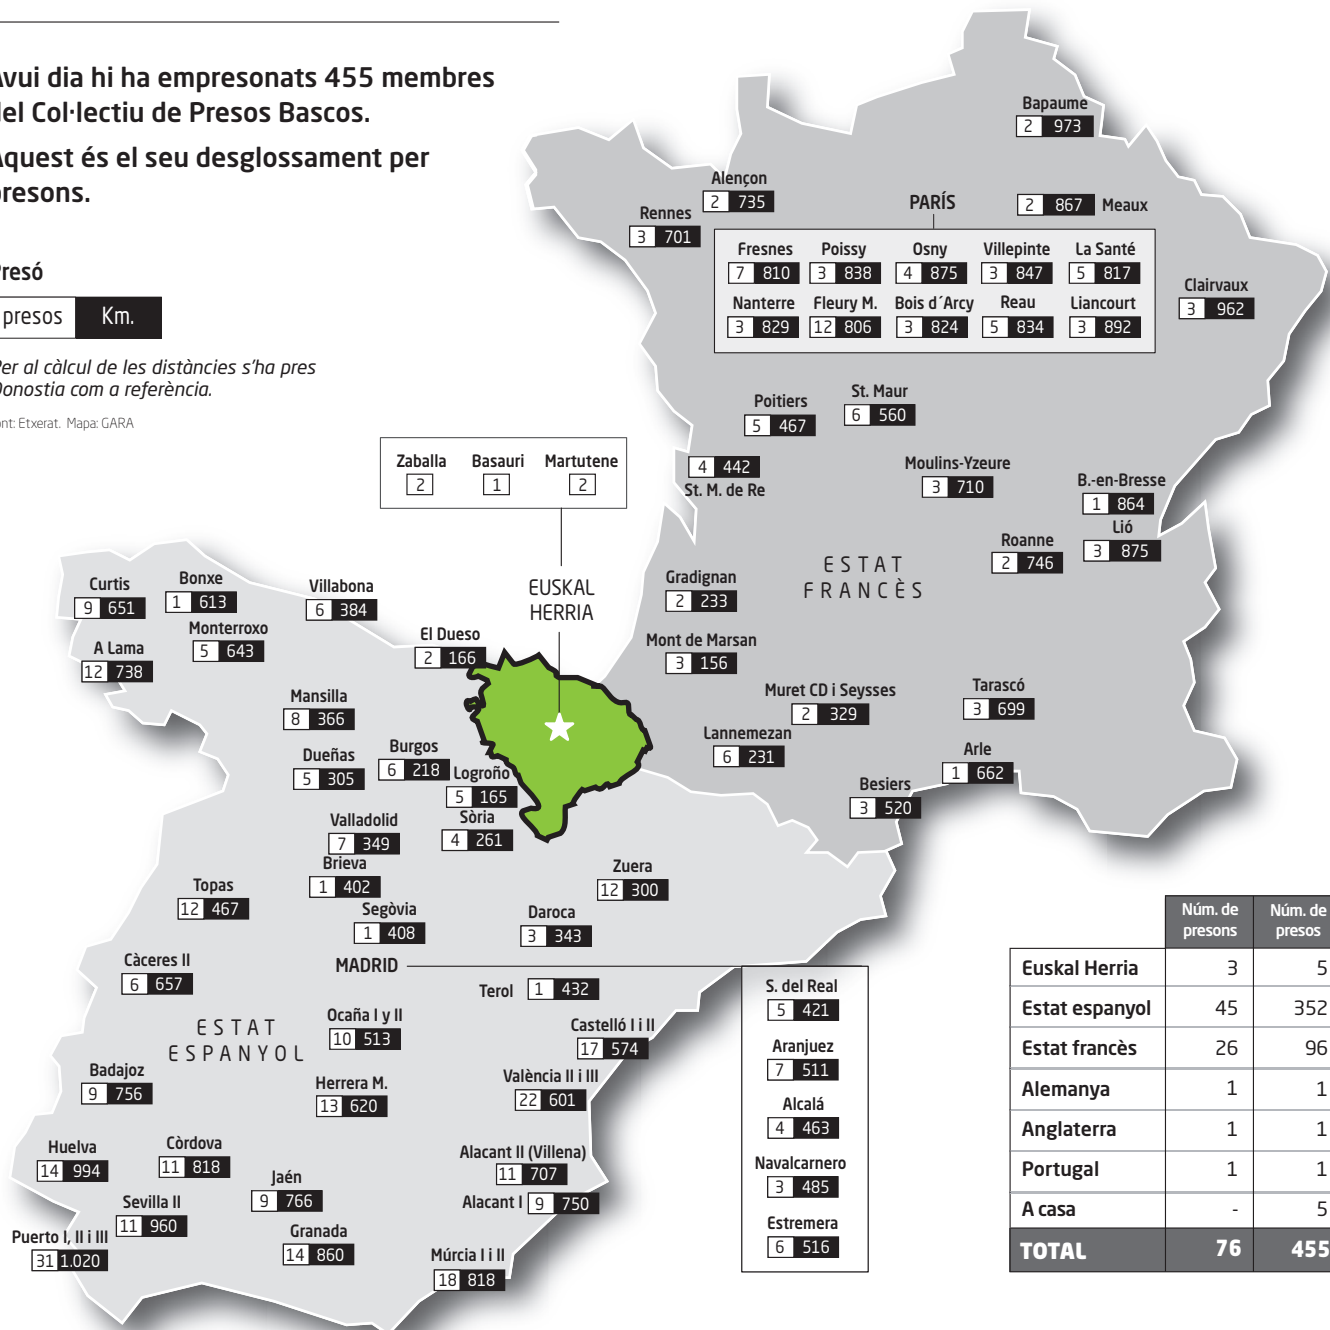 Avui dia hi ha empresonats 455 membres
del Col·lectiu de Presos Bascos.
Aquest és el seu desglossament per
presons.
Presó
presos Km.
Per al càlcul de les distàncies s'ha pres
Donostia com a referència.
Font: Etxerat. Mapa: GARA
Bapaume
2 973
Alençon
2 735
Rennes
3 701
PARÍS
2 867 Meaux
Fresnes Poissy Osny Villepinte La Santé
7 810 3 838 4 875 3 847 5 817
Nanterre Fleury M. Bois d´Arcy Reau Liancourt
3 829 12 806 3 824 5 834 3 892
Clairvaux
3 962
Poitiers
5 467
St. Maur
6 560
4 442
St. M. de Re
Moulins-Yzeure
3 710
B.-en-Bresse
1 864
Lió
3 875
Roanne
2 746
ESTAT
FRANCÈS
Gradignan
2 233
Mont de Marsan
3 156
Muret CD i Seysses
2 329
Tarascó
3 699
Lannemezan
6 231
Arle
1 662
Besiers
3 520
Zaballa Basauri Martutene
2 1 2
EUSKAL
HERRIA
Curtis
9 651
Bonxe
1 613
Villabona
6 384
Monterroxo
5 643
A Lama
12 738
El Dueso
2 166
Mansilla
8 366
Dueñas
5 305
Burgos
6 218
Logroño
5 165
Sòria
4 261
Valladolid
7 349
Brieva
1 402
Zuera
12 300
Topas
12 467
Segòvia
1 408
Daroca
3 343
MADRID
Càceres II
6 657
Terol 1 432
ESTAT
ESPANYOL
Ocaña I y II
10 513
Castelló I i II
17 574
Badajoz
9 756
Herrera M.
13 620
València II i III
22 601
Huelva
14 994
Còrdova
11 818
Jaén
9 766
Alacant II (Villena)
11 707
Alacant I 9 750
Sevilla II
11 960
Puerto I, II i III
31 1.020
Granada
14 860
Múrcia I i II
18 818
S. del Real
5 421
Aranjuez
7 511
Alcalá
4 463
Navalcarnero
3 485
Estremera
6 516
Núm. de presons Núm. de presos
Euskal Herria 3 5
Estat espanyol 45 352
Estat francès 26 96
Alemanya 1 1
Anglaterra 1 1
Portugal 1 1
A casa - 5
TOTAL 76 455